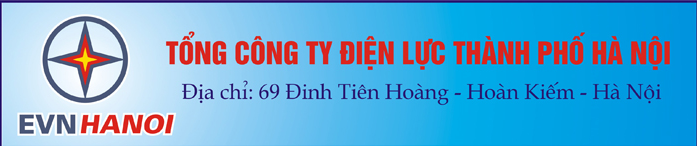 TỔNG CÔNG TY ĐIỆN LỰC THÀNH PHỐ HÀ NỘI
Địa chỉ: 69 Đinh Tiên Hoàng - Hoàn Kiếm - Hà Nội
EVNHANOI